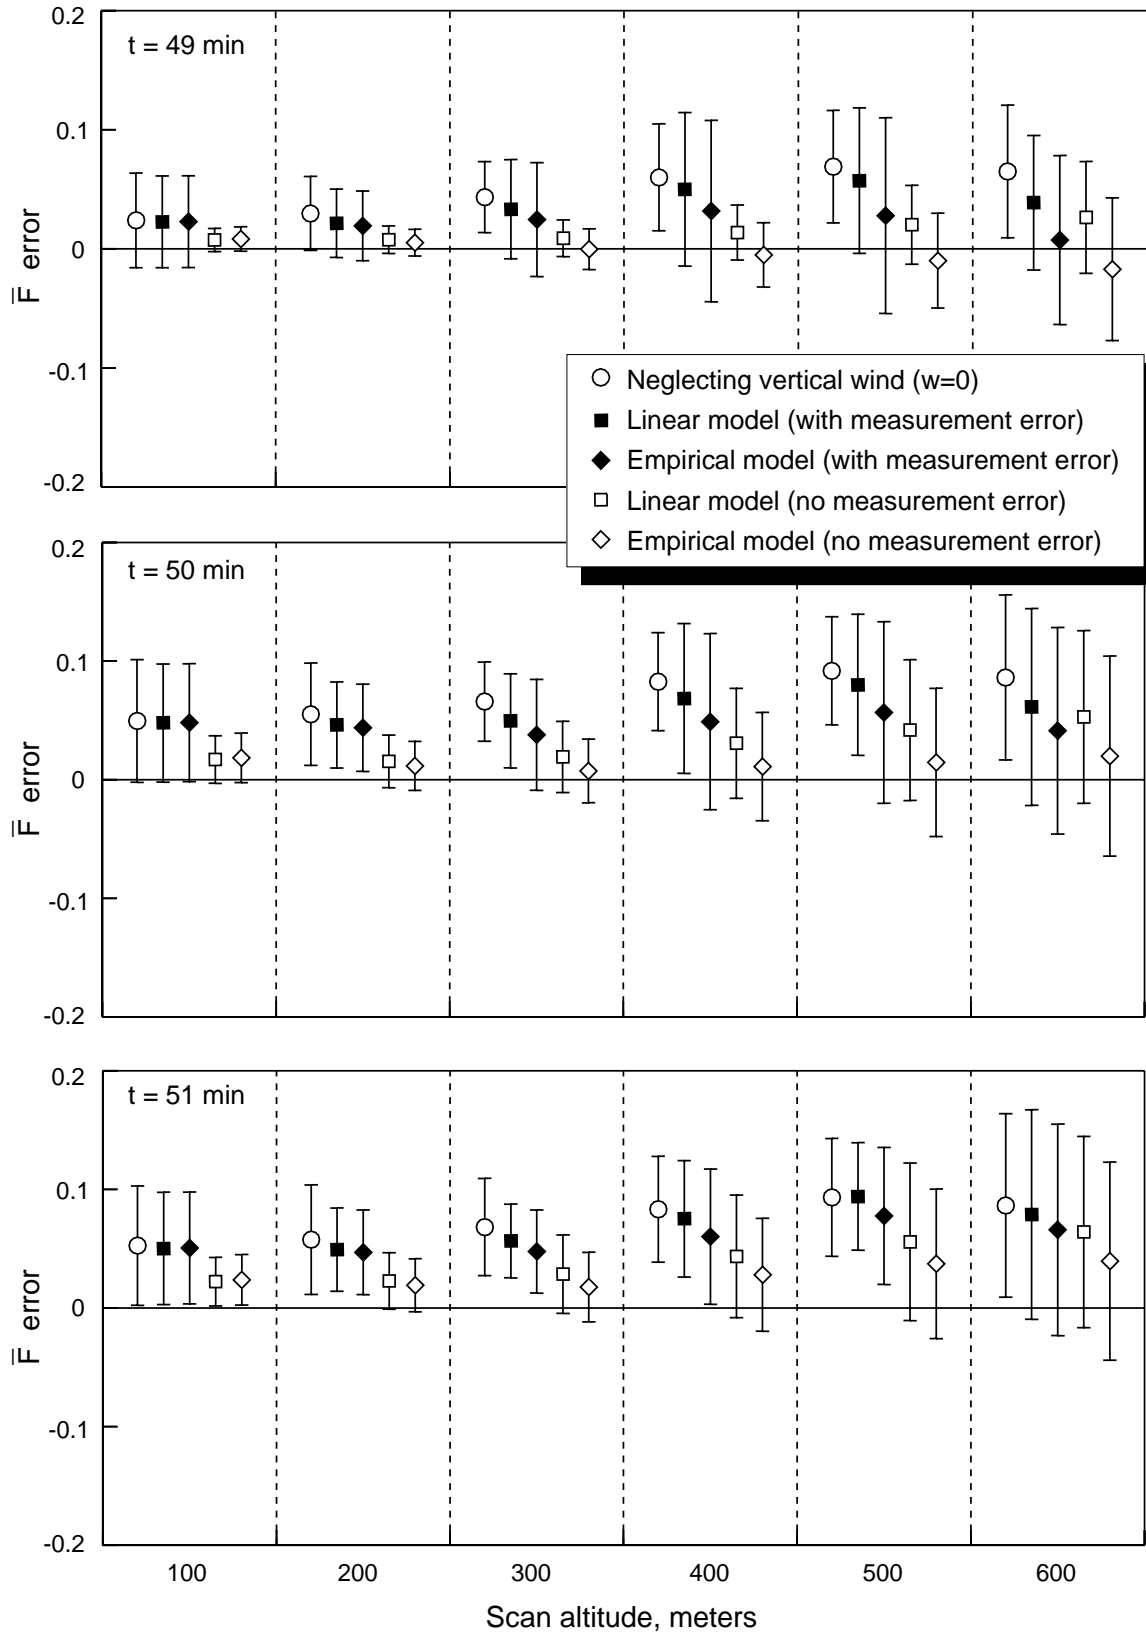 0.2
t = 49 min
0.1
0
F̅ error
-0.1
-0.2
Neglecting vertical wind (w=0)
Linear model (with measurement error)
Empirical model (with measurement error)
Linear model (no measurement error)
Empirical model (no measurement error)
0.2
t = 50 min
0.1
0
F̅ error
-0.1
-0.2
0.2
t = 51 min
0.1
0
F̅ error
-0.1
-0.2
100 200 300 400 500 600
Scan altitude, meters